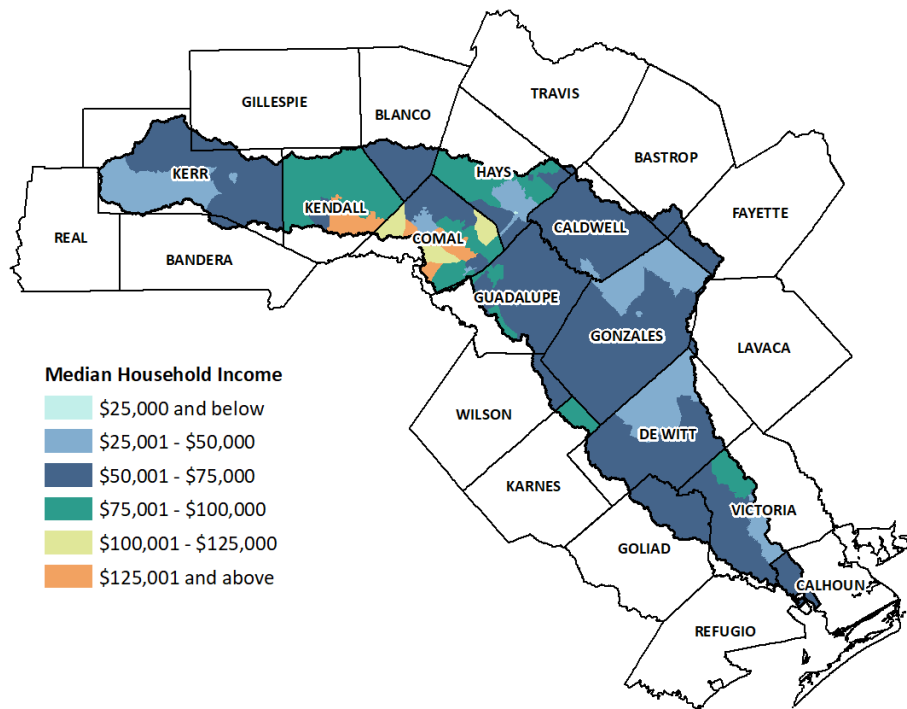 TRAVIS
GILLESPIE
BLANCO
BASTROP
HAYS
KERR
KENDALL
FAYETTE
CALDWELL
REAL
COMAL
BANDERA
GUADALUPE
GONZALES
LAVACA
Median Household Income
$25,000 and below
$25,001 - $50,000
$50,001 - $75,000
$75,001 - $100,000
$100,001 - $125,000
$125,001 and above
WILSON
DE WITT
KARNES
VICTORIA
GOLIAD
CALHOUN
REFUGIO